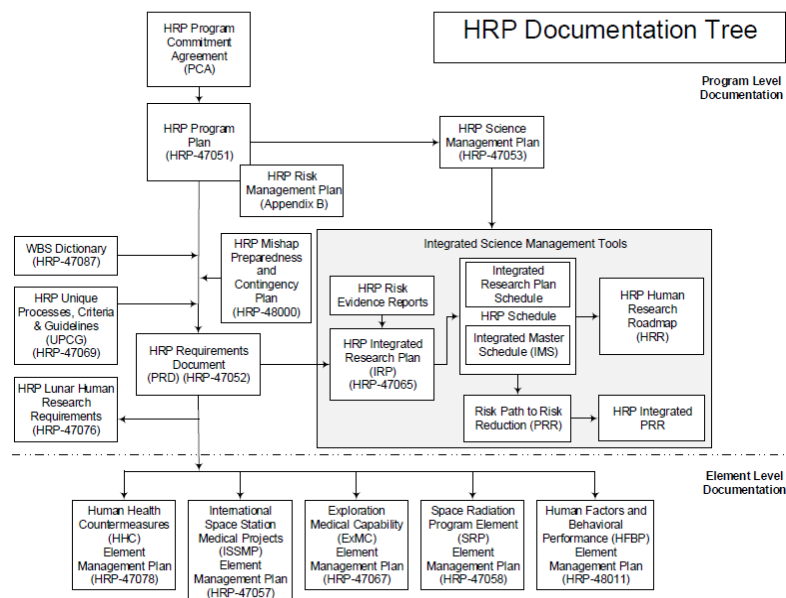 HRP Documentation Tree
HRP Program
Commitment
Agreement
(PCA)
Program Level
Documentation
HRP Program
Plan
(HRP-47051)
HRP Science
Management Plan
(HRP-47053)
HRP Risk
Management Plan
(Appendix B)
WBS Dictionary
(HRP-47087)
HRP Mishap
Preparedness and
Contingency
Plan
(HRP-48000)
HRP Unique
Processes, Criteria
& Guidelines
(UPCG)
(HRP-47069)
HRP Requirements
Document
(PRD) (HRP-47052)
HRP Lunar Human
Research
Requirements
(HRP-47076)
Integrated Science Management Tools
HRP Risk
Evidence Reports
HRP Integrated
Research Plan
(IRP)
(HRP-47065)
Integrated
Research Plan
Schedule
HRP Schedule
Integrated Master
Schedule (IMS)
HRP Human
Research
Roadmap
(HRR)
Risk Path to Risk
Reduction (PRR)
HRP Integrated
PRR
Element Level
Documentation
Human Health
Countermeasures
(HHC)
Element
Management Plan
(HRP-47078)
International
Space Station
Medical Projects
(ISSMP)
Element
Management Plan
(HRP-47057)
Exploration
Medical Capability
(ExMC)
Element
Management Plan
(HRP-47067)
Space Radiation
Program Element
(SRP)
Element
Management Plan
(HRP-47058)
Human Factors and
Behavioral
Performance (HFBP)
Element
Management Plan
(HRP-48011)